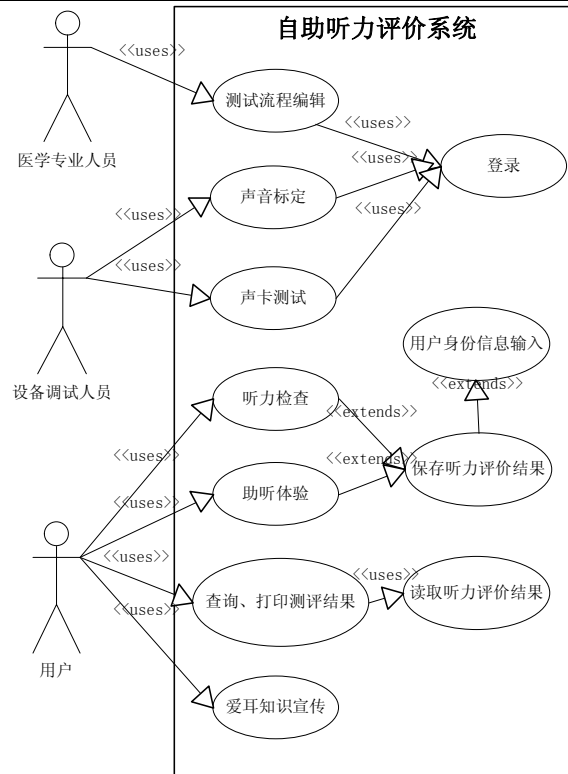 自助听力评价系统
<<uses>>
测试流程编辑
医学专业人员
<<uses>>
<<uses>>
登录
声音标定
<<uses>>
<<uses>>
<<uses>>
声卡测试
设备调试人员
用户身份信息输入
<<extends>>
听力检查
<<extends>>
<<uses>>
<<extends>>
保存听力评价结果
助听体验
<<uses>>
<<uses>>
<<uses>>
查询、打印测评结果
读取听力评价结果
<<uses>>
用户
爱耳知识宣传